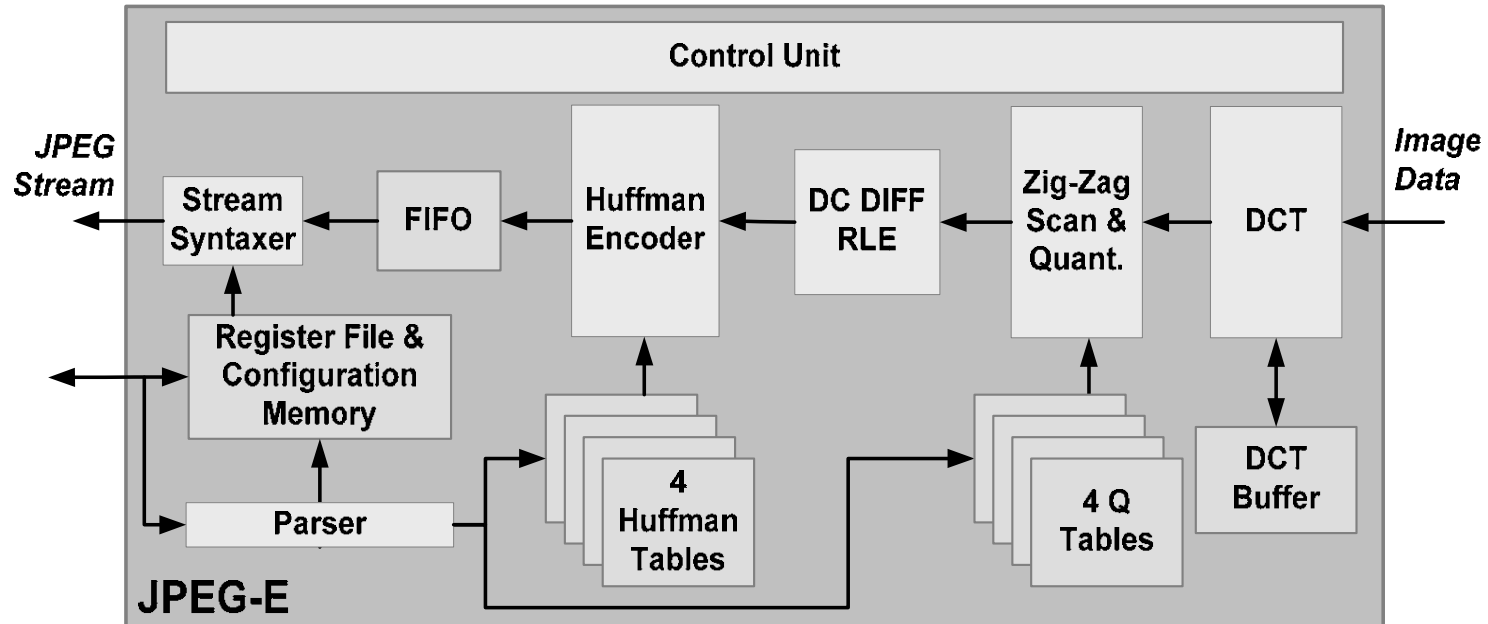 Control Unit
JPEG
Stream
Stream
Syntaxer
FIFO
Huffman
Encoder
DC DIFF
RLE
Zig-Zag
Scan &
Quant.
DCT
Image
Data
Register File &
Configuration
Memory
Parser
4
Huffman
Tables
4 Q
Tables
DCT
Buffer
JPEG-E